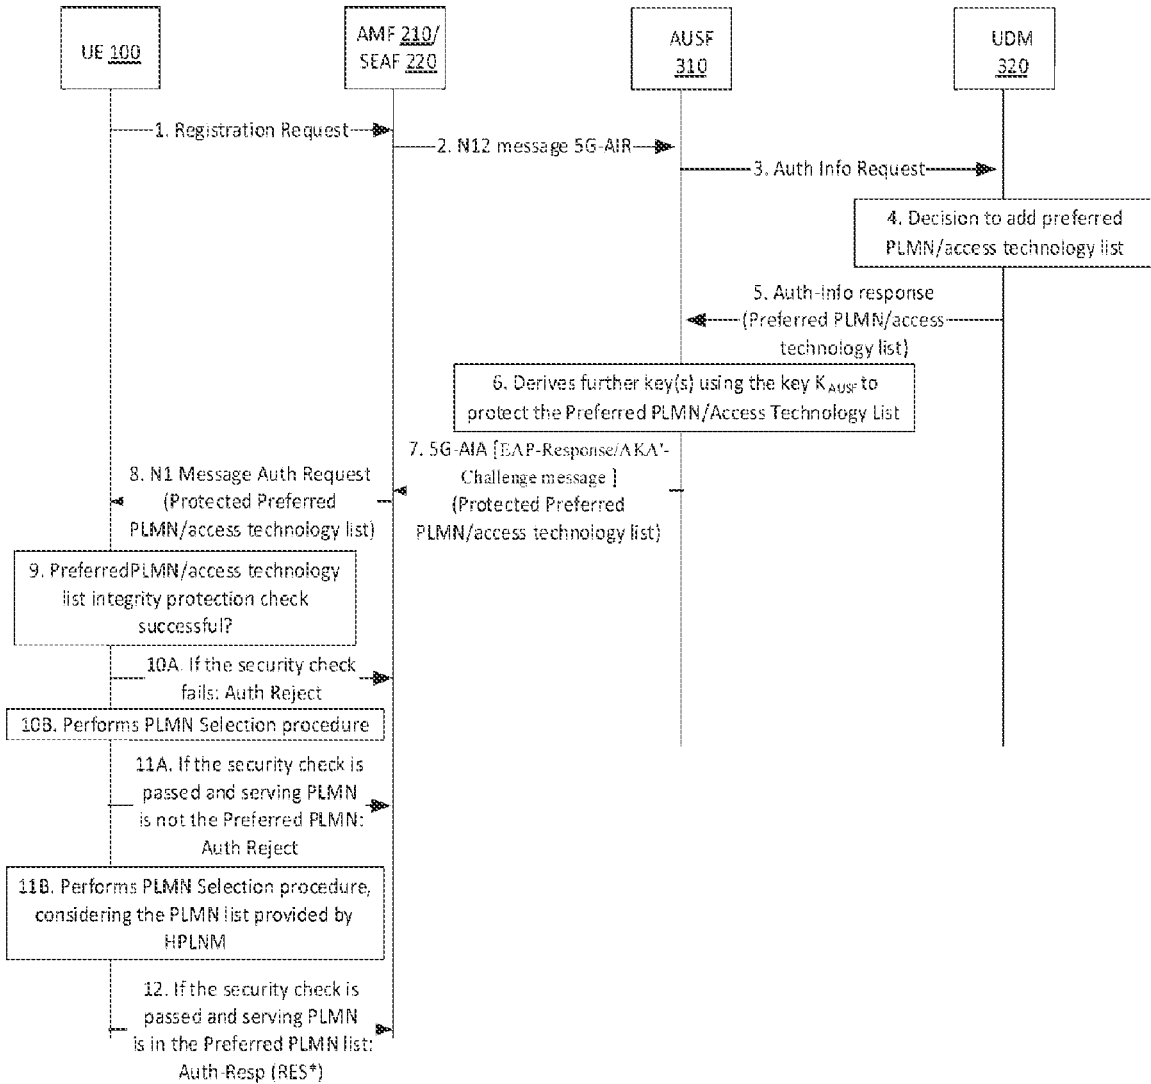 UE 100
AMF 210/
SEAF 220
AUSF
310
UDM
320
1. Registration Request
2. N12 message 5G-AIR
3. Auth Info Request
4. Decision to add preferred
PLMN/access technology list
5. Auth-info response
(Preferred PLMN/access
technology list)
6. Derives further key(s) using the key KAUSF to
protect the Preferred PLMN/Access Technology List
7. 5G-AIA [EAP-Response/AKA'-
Challenge message ]
(Protected Preferred
PLMN/access technology list)
8. N1 Message Auth Request
(Protected Preferred
PLMN/access technology list)
9. PreferredPLMN/access technology
list integrity protection check
successful?
10A. If the security check
fails: Auth Reject
10B. Performs PLMN Selection procedure
11A. If the security check is
passed and serving PLMN
is not the Preferred PLMN:
Auth Reject
11B. Performs PLMN Selection procedure,
considering the PLMN list provided by
HPLNM
12. If the security check is
passed and serving PLMN
is in the Preferred PLMN list:
Auth-Resp (RES*)